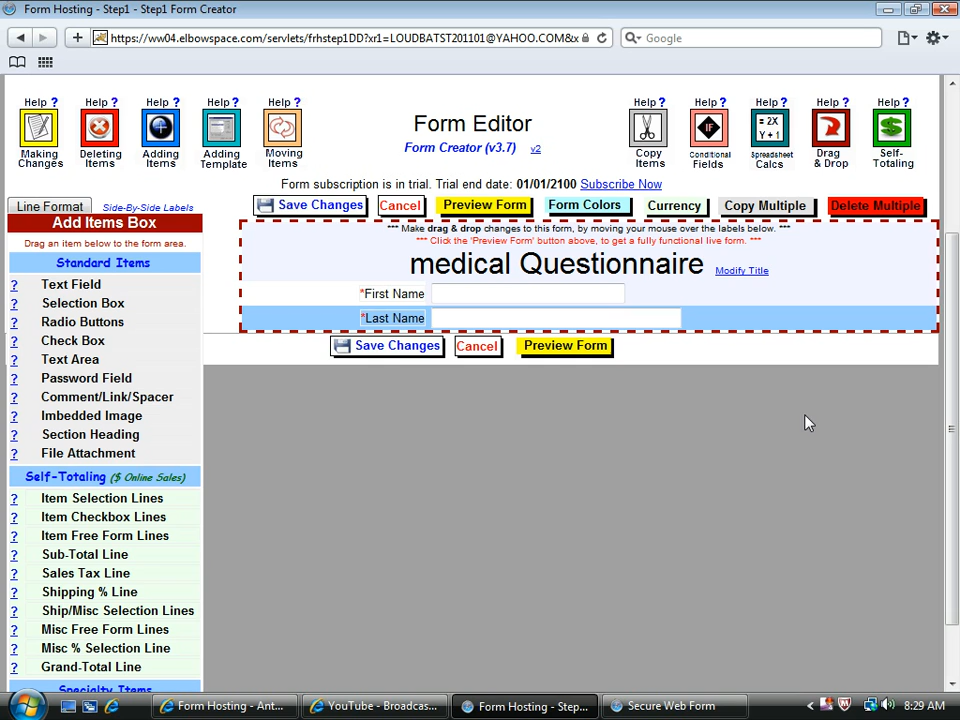 Form Hosting - Step1 - Step1 Form Creator
https://ww04.elbowspace.com/servlets/frhstep1DD?xr1=LOUDBATST201101@YAHOO.COM&x
Google
Help ? Help ? Help ? Help ? Help ?
Making Changes
Deleting Items
Adding Items
Adding Template
Moving Items
Form Editor
Form Creator (v3.7) v2
Help ? Help ? Help ? Help ? Help ?
IF
= 2X
Y + 1
$
Copy Items
Conditional Fields
Spreadsheet Calcs
Drag & Drop
Self-Totaling
Form subscription is in trial. Trial end date: 01/01/2100 Subscribe Now
Line Format Side-By-Side Labels
Save Changes Cancel Preview Form Form Colors Currency Copy Multiple Delete Multiple
Add Items Box
Drag an item below to the form area.
*** Make drag & drop changes to this form, by moving your mouse over the labels below. ***
*** Click the 'Preview Form' button above, to get a fully functional live form. ***
medical Questionnaire Modify Title
*First Name
*Last Name
Save Changes Cancel Preview Form
Standard Items
? Text Field
? Selection Box
? Radio Buttons
? Check Box
? Text Area
? Password Field
? Comment/Link/Spacer
? Imbedded Image
? Section Heading
? File Attachment
Self-Totaling ($ Online Sales)
? Item Selection Lines
? Item Checkbox Lines
? Item Free Form Lines
? Sub-Total Line
? Sales Tax Line
? Shipping % Line
? Ship/Misc Selection Lines
? Misc Free Form Lines
? Misc % Selection Line
? Grand-Total Line
Specialty Items
Form Hosting - Ant... YouTube - Broadcas... Form Hosting - Step... Secure Web Form 8:29 AM